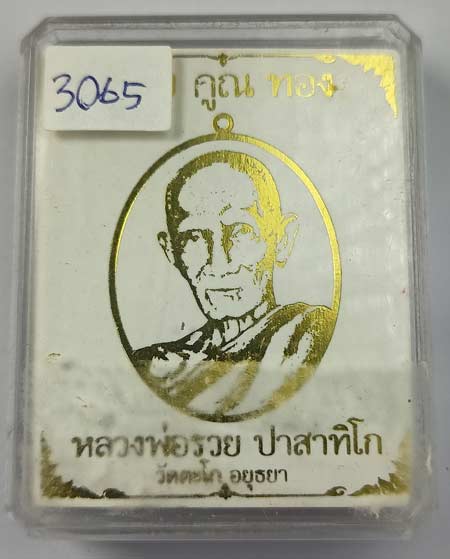 3065
คูณ ทอง
หลวงพ่อรวย ปาสาทิโก
วัดตะโก อยุธยา